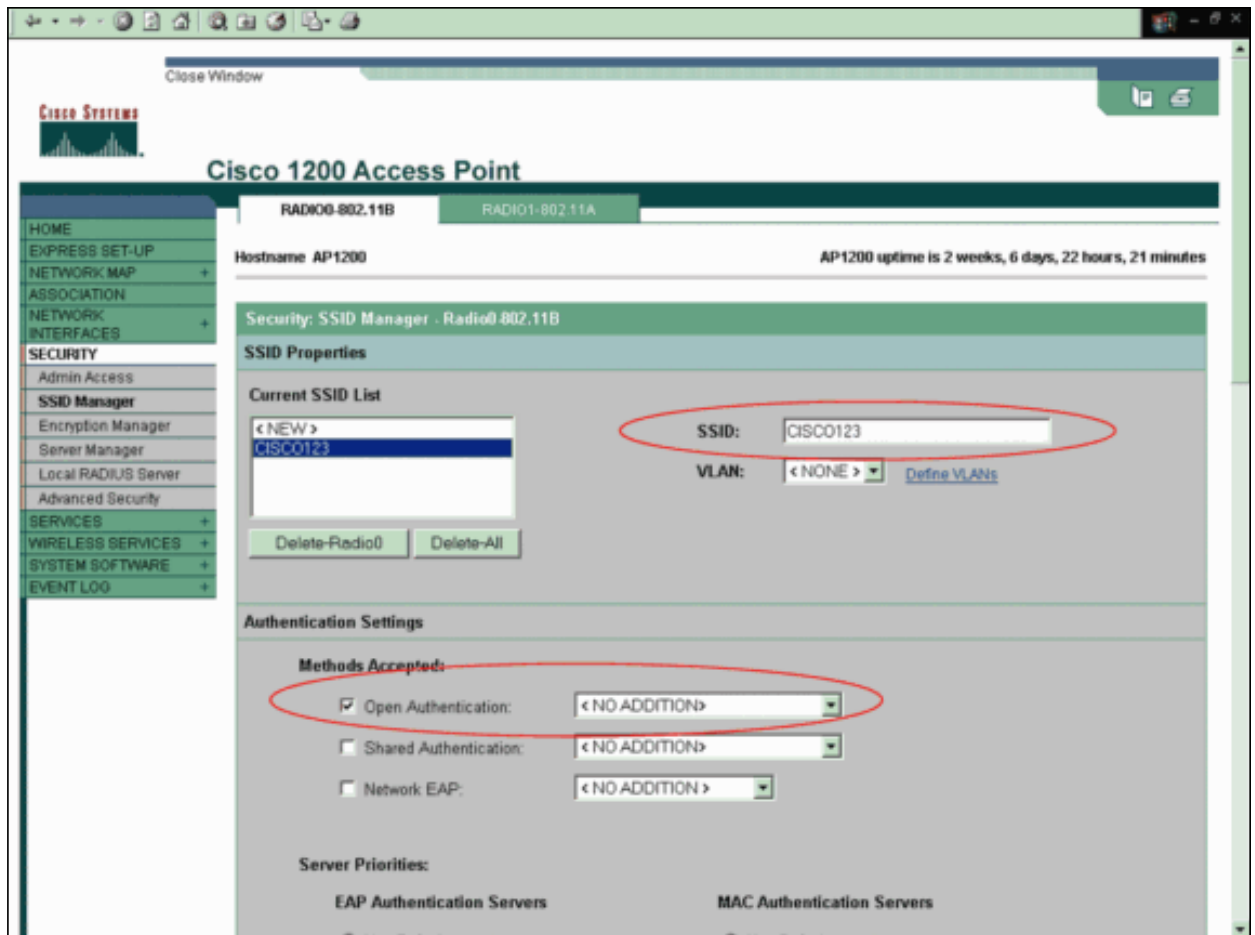 Close Window
CISCO SYSTEMS
Cisco 1200 Access Point
RADIO0-802.11B
RADIO1-802.11A
HOME
EXPRESS SET-UP
NETWORK MAP +
ASSOCIATION
NETWORK INTERFACES +
SECURITY
Admin Access
SSID Manager
Encryption Manager
Server Manager
Local RADIUS Server
Advanced Security
SERVICES +
WIRELESS SERVICES +
SYSTEM SOFTWARE +
EVENT LOG +
Hostname AP1200
AP1200 uptime is 2 weeks, 6 days, 22 hours, 21 minutes
Security: SSID Manager - Radio0-802.11B
SSID Properties
Current SSID List
< NEW >
CISCO123
SSID: CISCO123
VLAN: < NONE > Define VLANs
Delete-Radio0 Delete-All
Authentication Settings
Methods Accepted:
Open Authentication: < NO ADDITION>
Shared Authentication: < NO ADDITION>
Network EAP: < NO ADDITION >
Server Priorities:
EAP Authentication Servers
MAC Authentication Servers